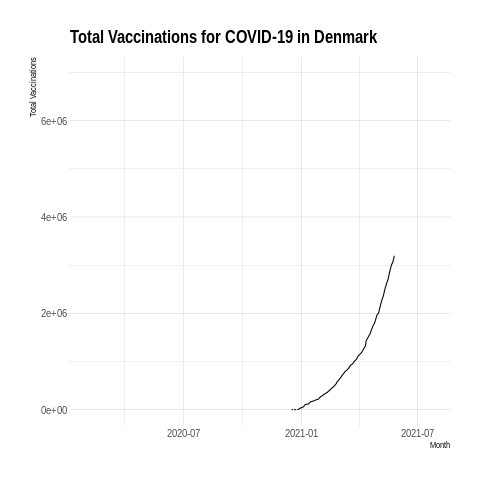 Total Vaccinations for COVID-19 in Denmark
Total Vaccinations
6e+06
4e+06
2e+06
0e+00
2020-07
2021-01
2021-07
Month